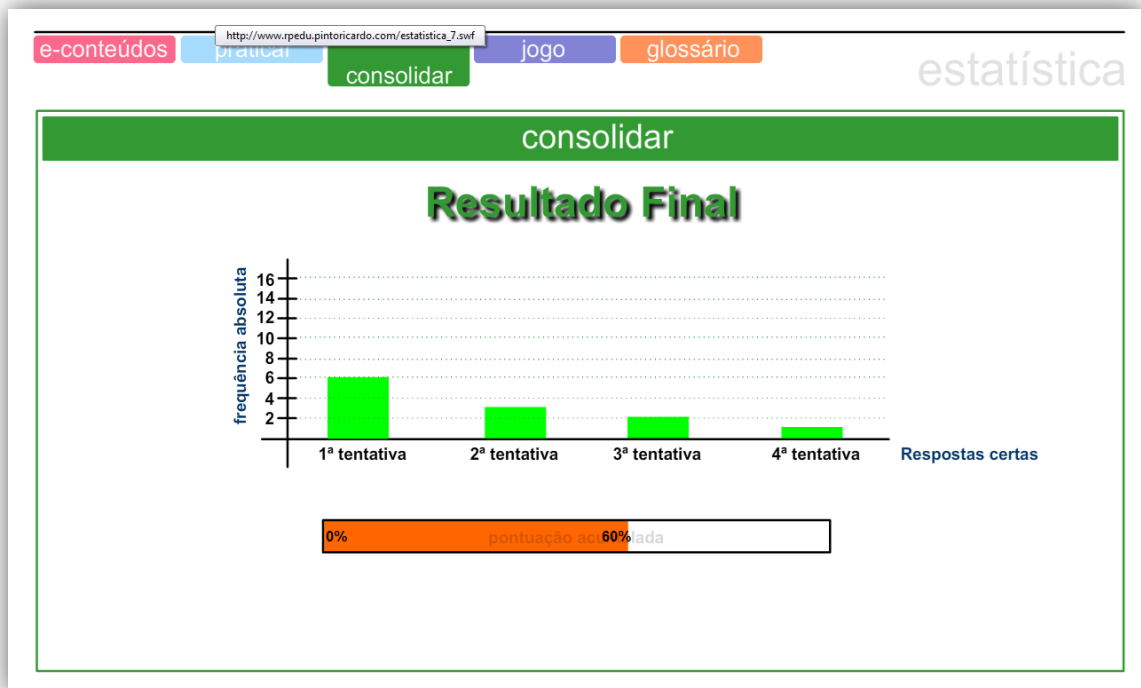 http://www.rpedu.pintoricardo.com/estatistica_7.swf
e-conteúdos praticar consolidar jogo glossário
estatística
consolidar
Resultado Final
frequência absoluta
16
14
12
10
8
6
4
2
1ª tentativa 2ª tentativa 3ª tentativa 4ª tentativa Respostas certas
0% pontuação acumulada 60%